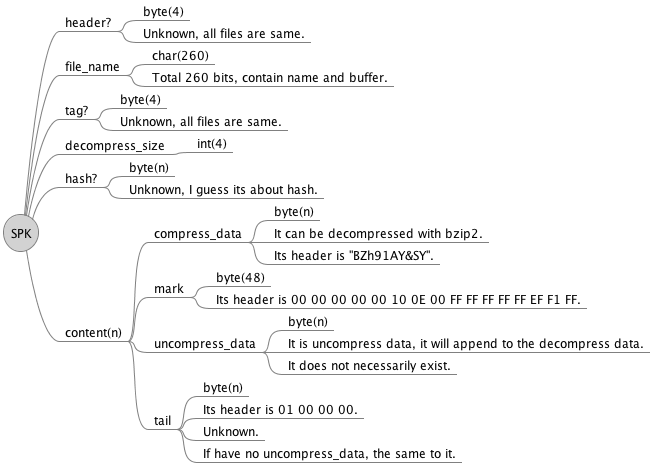 SPK
header?
byte(4)
Unknown, all files are same.
file_name
char(260)
Total 260 bits, contain name and buffer.
tag?
byte(4)
Unknown, all files are same.
decompress_size
int(4)
hash?
byte(n)
Unknown, I guess its about hash.
content(n)
compress_data
byte(n)
It can be decompressed with bzip2.
Its header is "BZh91AY&SY".
mark
byte(48)
Its header is 00 00 00 00 00 10 0E 00 FF FF FF FF FF EF F1 FF.
uncompress_data
byte(n)
It is uncompress data, it will append to the decompress data.
It does not necessarily exist.
tail
byte(n)
Its header is 01 00 00 00.
Unknown.
If have no uncompress_data, the same to it.